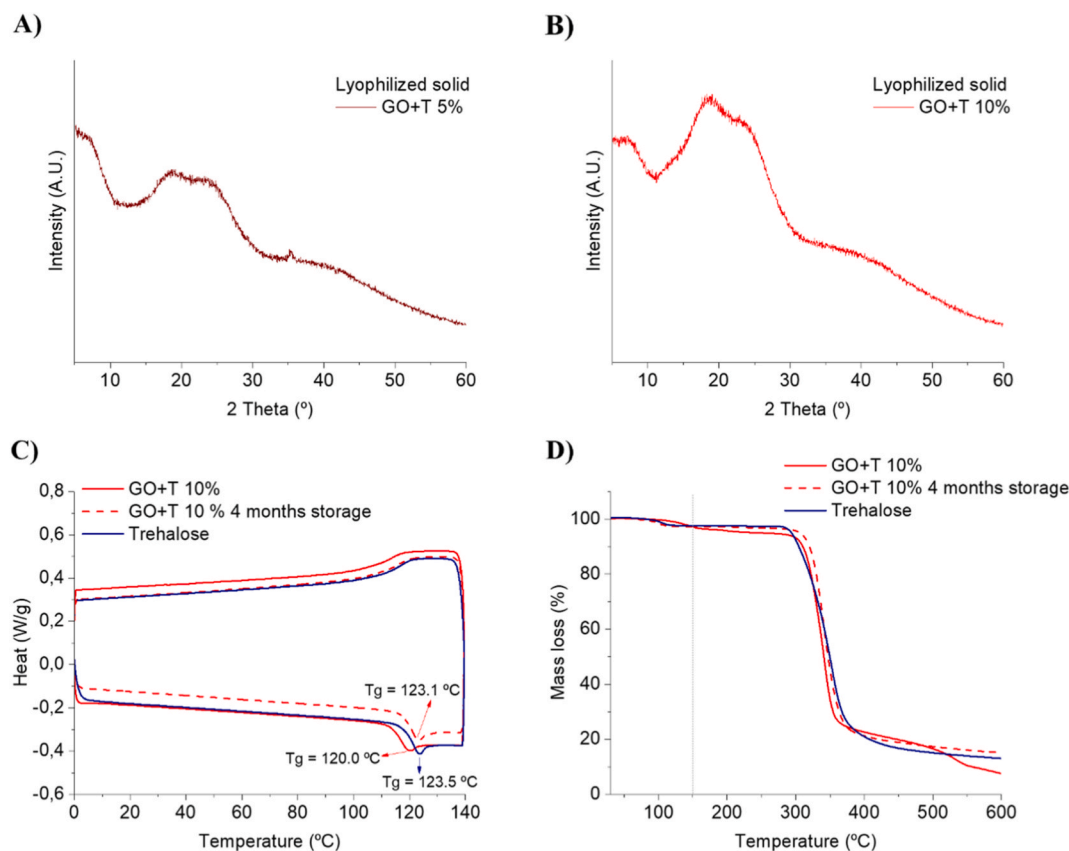 A)
Lyophilized solid
GO+T 5%
Intensity (A.U.)
10 20 30 40 50 60
2 Theta (º)
B)
Lyophilized solid
GO+T 10%
Intensity (A.U.)
10 20 30 40 50 60
2 Theta (º)
C)
GO+T 10%
GO+T 10 % 4 months storage
Trehalose
Heat (W/g)
0,8
0,6
0,4
0,2
0,0
-0,2
-0,4
-0,6
Tg = 123.1 ºC
Tg = 120.0 ºC
Tg = 123.5 ºC
0 20 40 60 80 100 120 140
Temperature (ºC)
D)
GO+T 10%
GO+T 10 % 4 months storage
Trehalose
Mass loss (%)
100
80
60
40
20
0
100 200 300 400 500 600
Temperature (ºC)